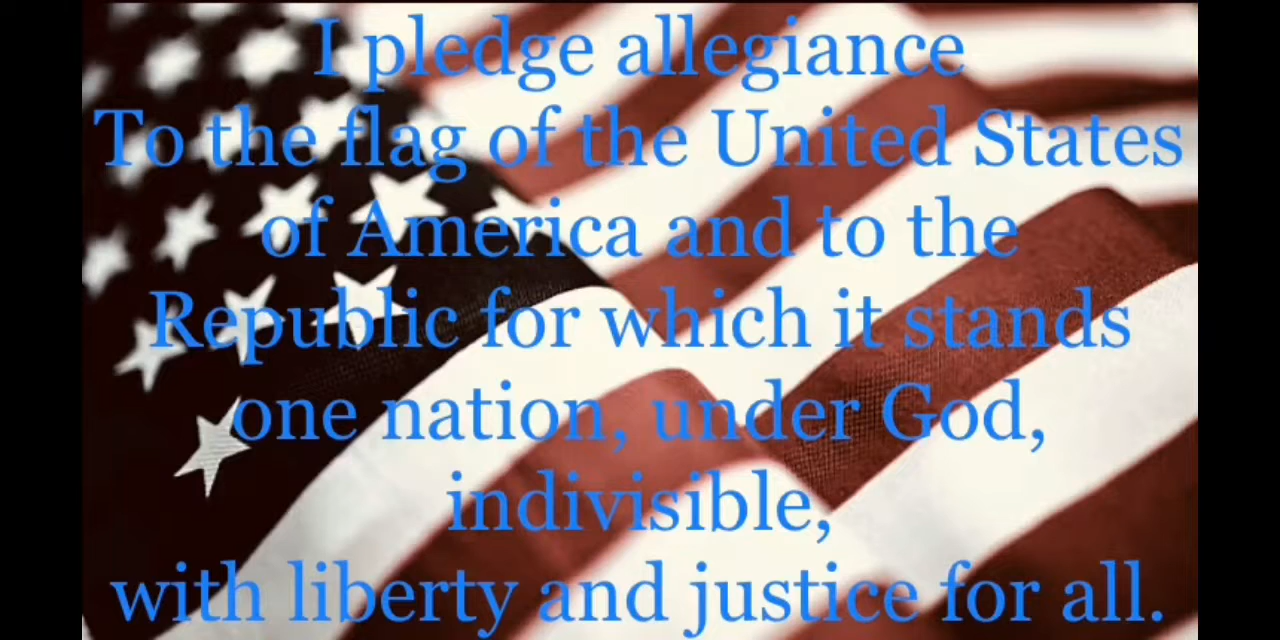 I pledge allegiance
To the flag of the United States
of America and to the
Republic for which it stands
one nation, under God,
indivisible,
with liberty and justice for all.